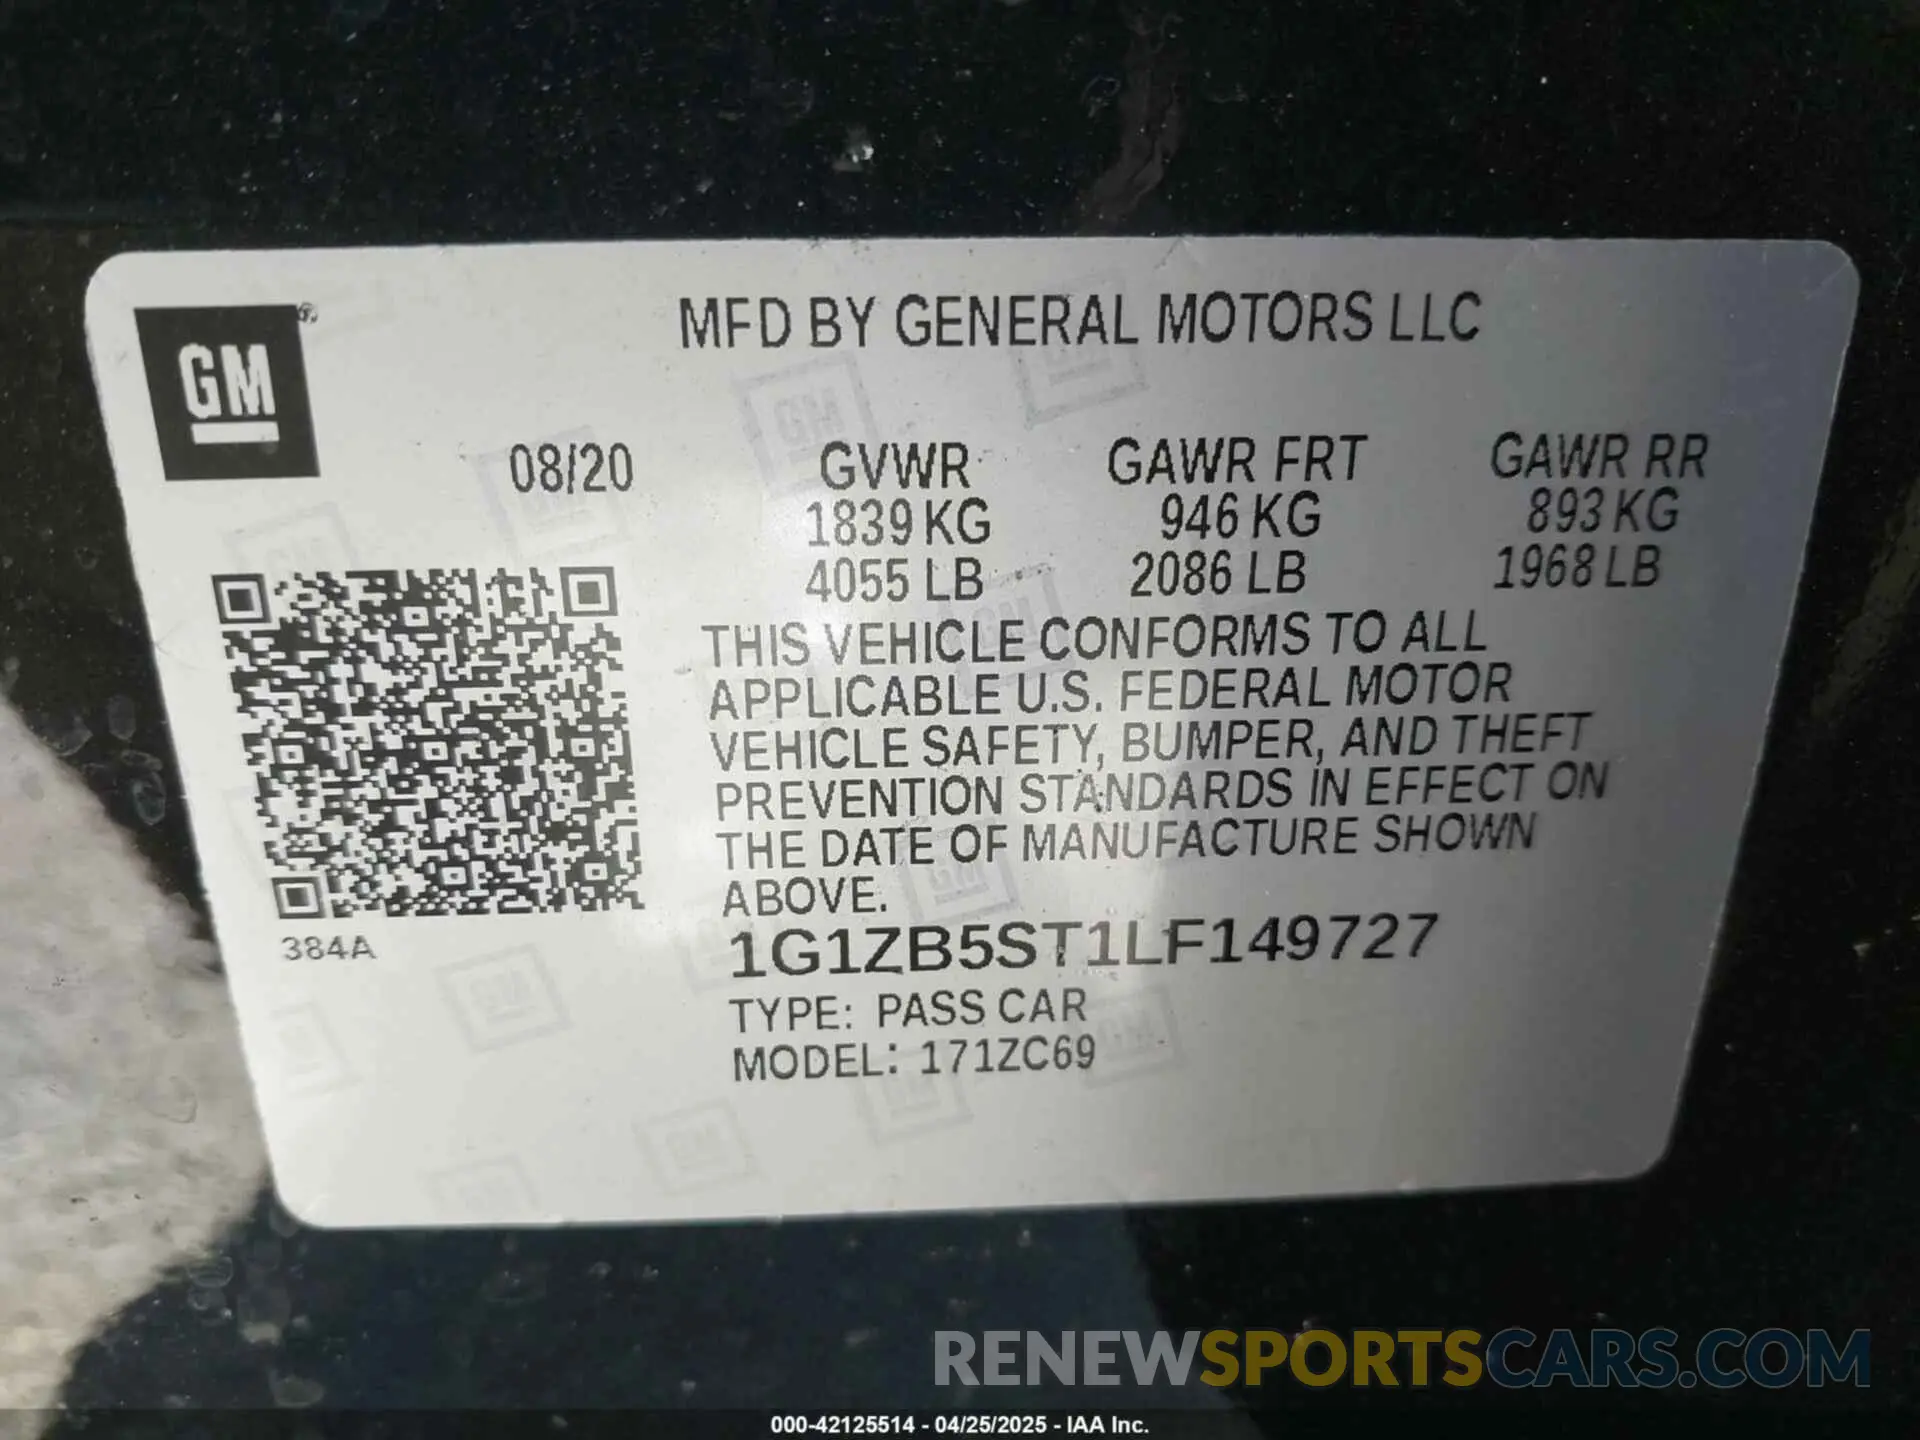 MFD BY GENERAL MOTORS LLC
GM®
08/20 GVWR GAWR FRT GAWR RR
1839 KG 946 KG 893 KG
4055 LB 2086 LB 1968 LB
THIS VEHICLE CONFORMS TO ALL
APPLICABLE U.S. FEDERAL MOTOR
VEHICLE SAFETY, BUMPER, AND THEFT
PREVENTION STANDARDS IN EFFECT ON
THE DATE OF MANUFACTURE SHOWN
ABOVE.
384A
1G1ZB5ST1LF149727
TYPE: PASS CAR
MODEL: 171ZC69
RENEWSPORTSCARS.COM
000-42125514 - 04/25/2025 - IAA Inc.